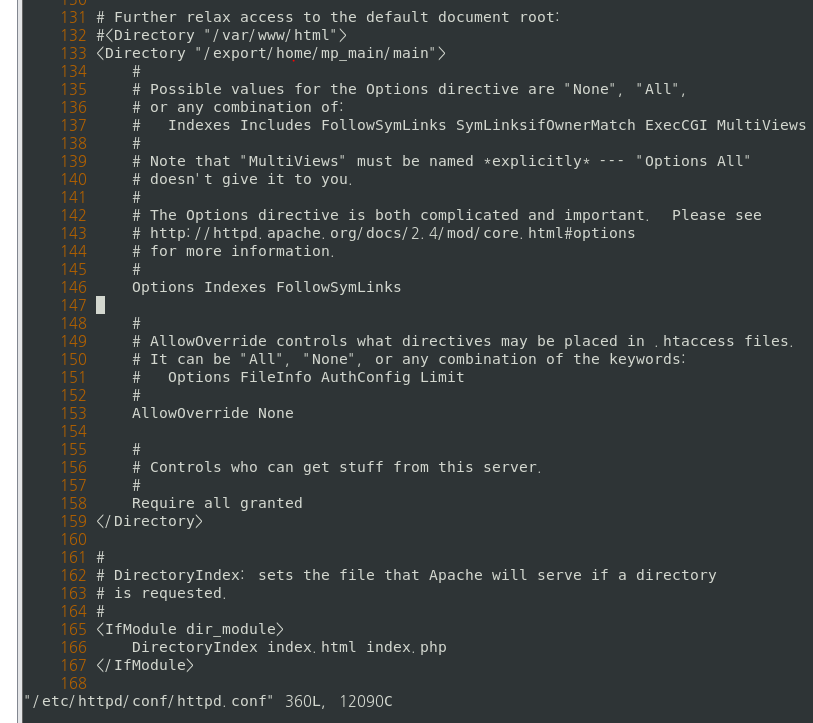 131 # Further relax access to the default document root:
132 #<Directory "/var/www/html">
133 <Directory "/export/home/mp_main/main">
134     #
135     # Possible values for the Options directive are "None", "All",
136     # or any combination of:
137     #   Indexes Includes FollowSymLinks SymLinksifOwnerMatch ExecCGI MultiViews
138     #
139     # Note that "MultiViews" must be named *explicitly* --- "Options All"
140     # doesn't give it to you.
141     #
142     # The Options directive is both complicated and important.  Please see
143     # http://httpd.apache.org/docs/2.4/mod/core.html#options
144     # for more information.
145     #
146     Options Indexes FollowSymLinks
147
148     #
149     # AllowOverride controls what directives may be placed in .htaccess files.
150     # It can be "All", "None", or any combination of the keywords:
151     #   Options FileInfo AuthConfig Limit
152     #
153     AllowOverride None
154
155     #
156     # Controls who can get stuff from this server.
157     #
158     Require all granted
159 </Directory>
160
161 #
162 # DirectoryIndex: sets the file that Apache will serve if a directory
163 # is requested.
164 #
165 <IfModule dir_module>
166     DirectoryIndex index.html index.php
167 </IfModule>
168
"/etc/httpd/conf/httpd.conf" 360L, 12090C